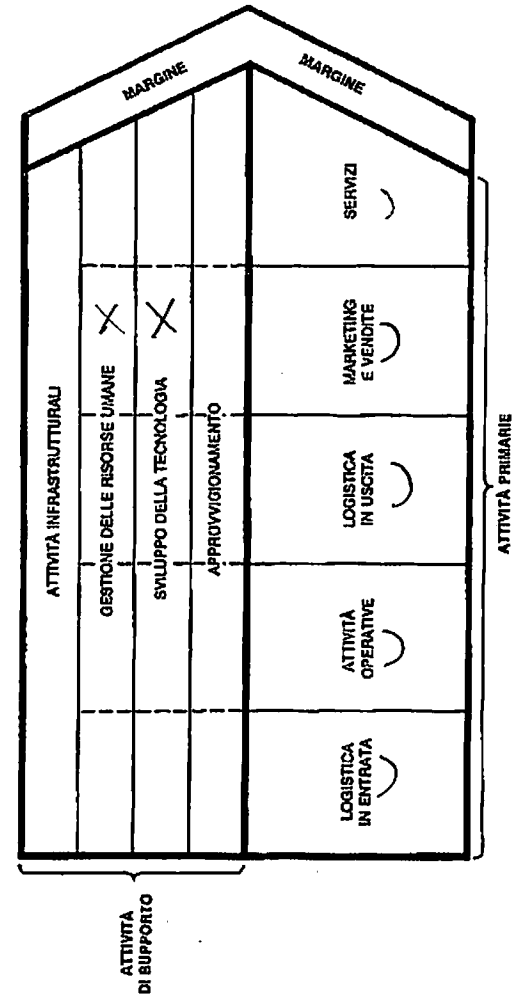 MARGINE
MARGINE
ATTIVITÀ INFRASTRUTTURALI
GESTIONE DELLE RISORSE UMANE
SVILUPPO DELLA TECNOLOGIA
APPROVVIGIONAMENTO
ATTIVITÀ
DI SUPPORTO
LOGISTICA
IN ENTRATA
ATTIVITÀ
OPERATIVE
LOGISTICA
IN USCITA
MARKETING
E VENDITE
SERVIZI
ATTIVITÀ PRIMARIE